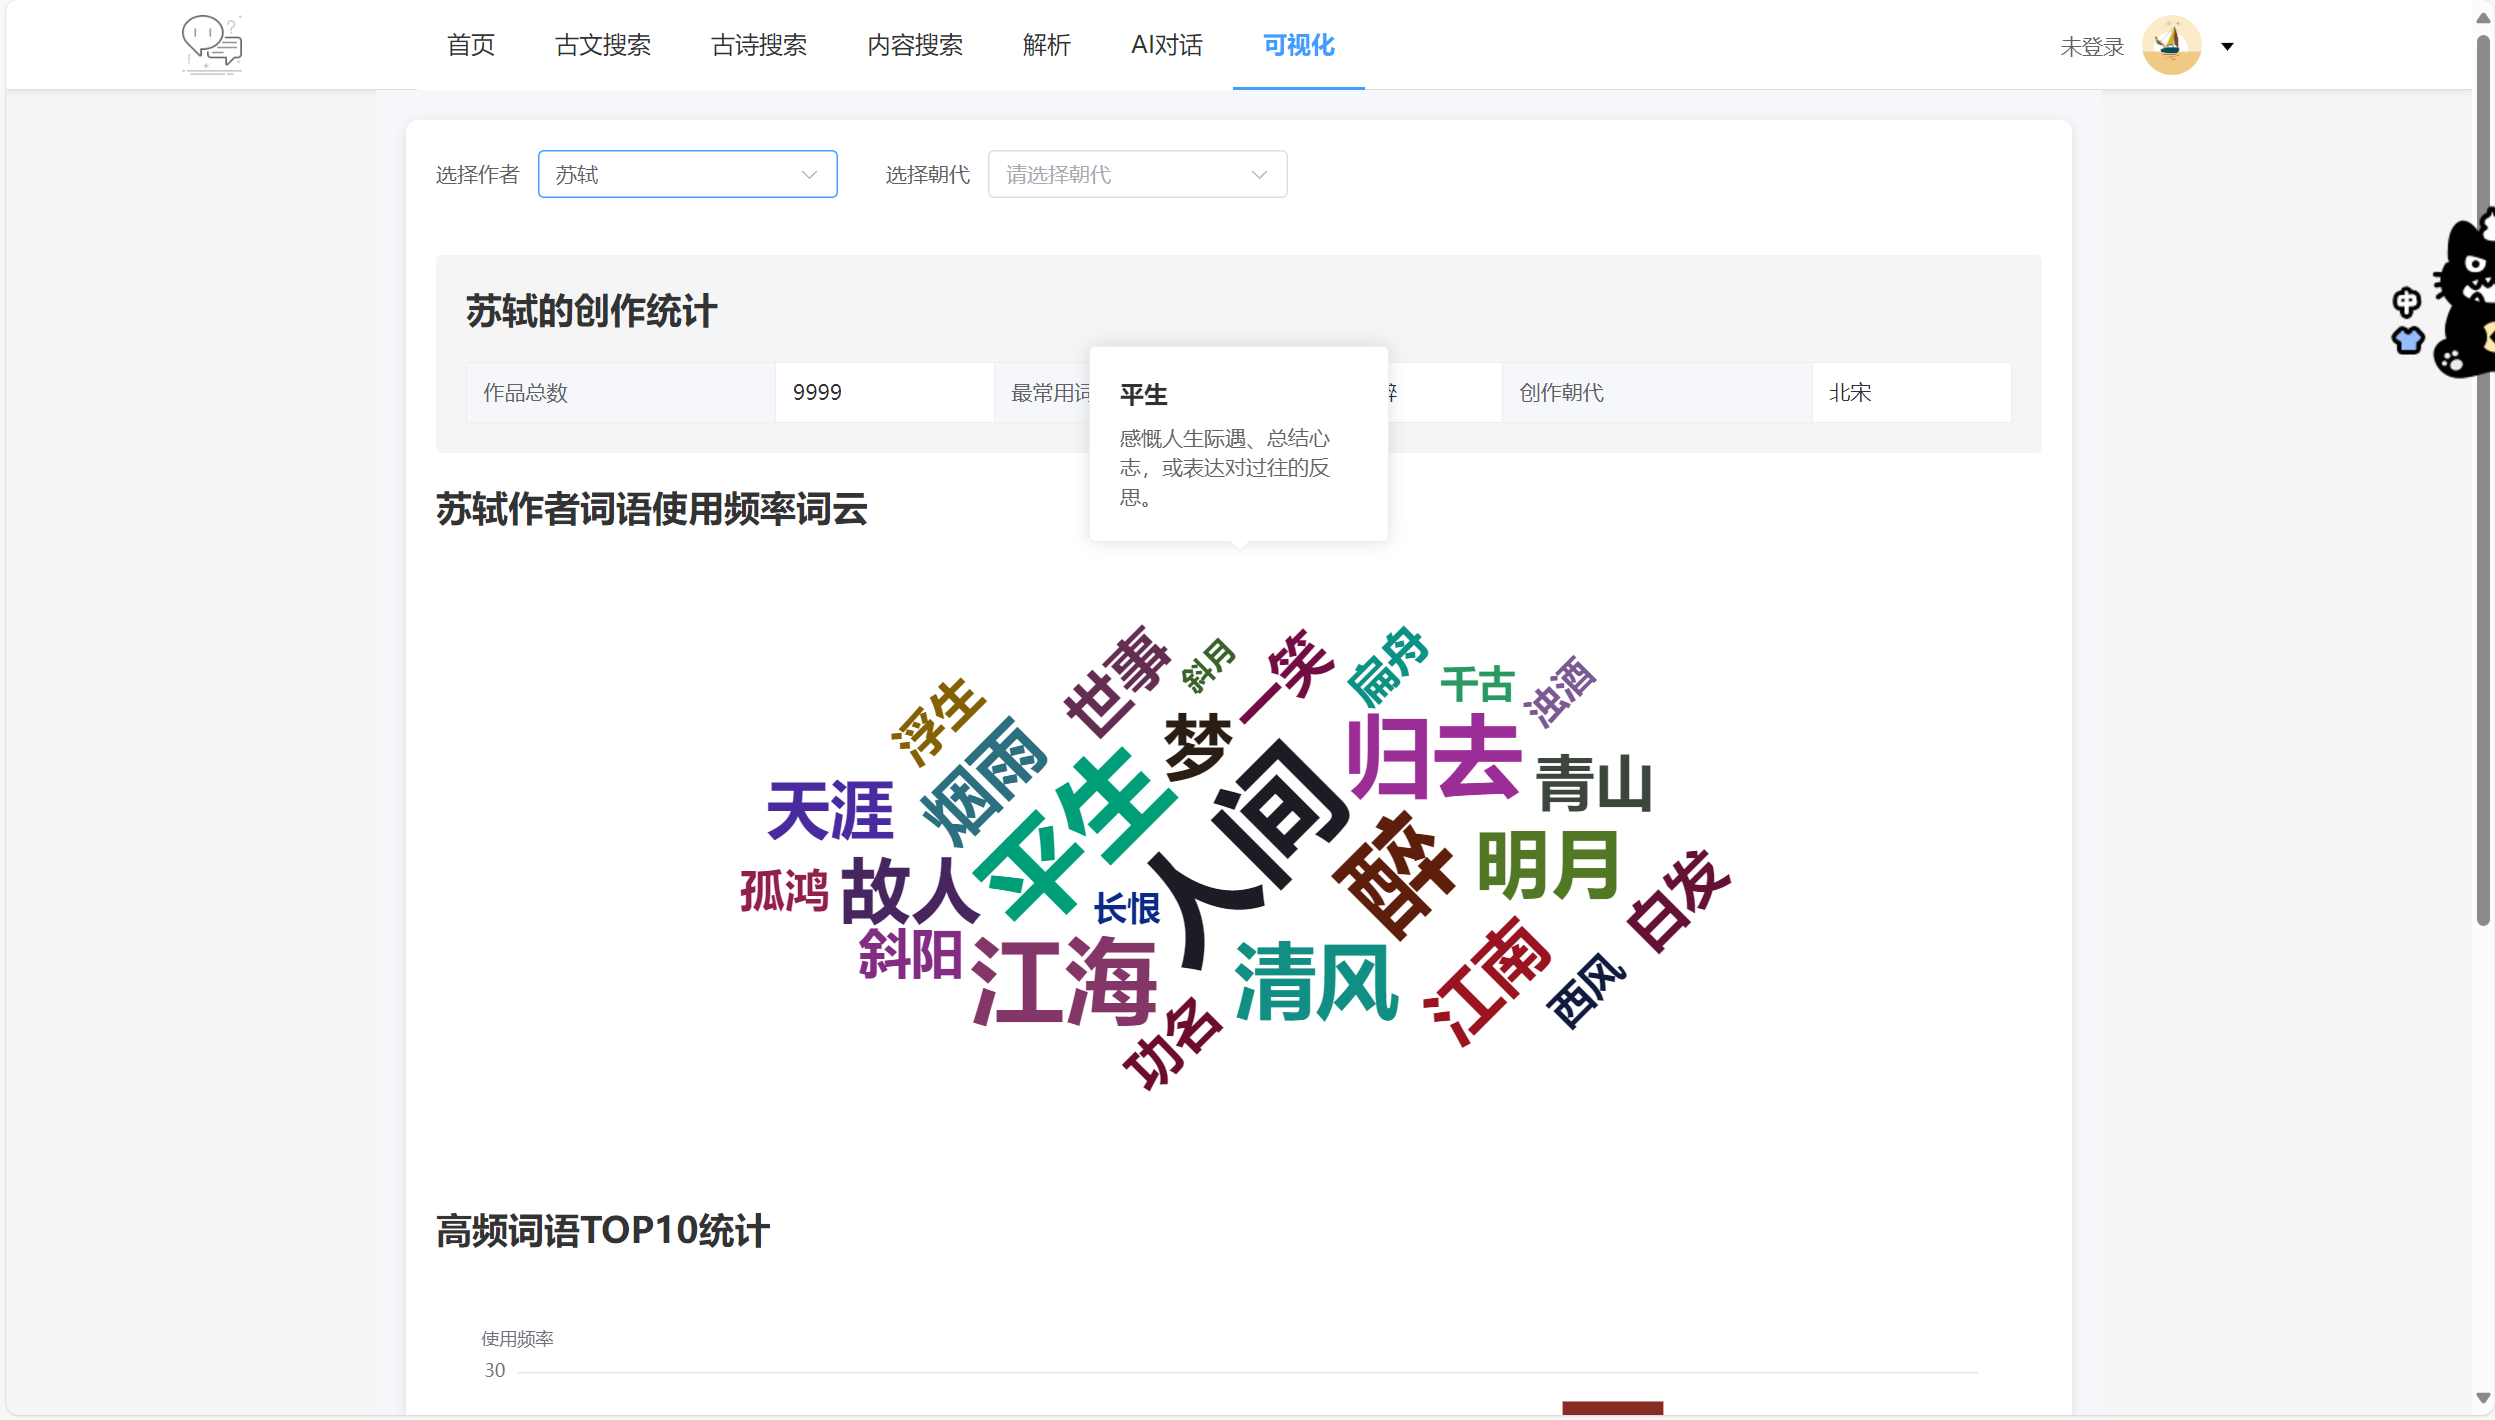 首页 古文搜索 古诗搜索 内容搜索 解析 AI对话 可视化 未登录
选择作者 苏轼 选择朝代 请选择朝代
中
苏轼的创作统计
作品总数 9999 最常用词 创作朝代 北宋
平生
感慨人生际遇、总结心
志，或表达对过往的反
思。
苏轼作者词语使用频率词云
世事
斜月
一笑
扁舟
千古
浊酒
浮生
烟雨
梦
归去
青山
天涯
平生
人间
醉
明月
孤鸿
故人
长恨
白发
斜阳
江海
清风
江南
西风
功名
高频词语TOP10统计
使用频率
30